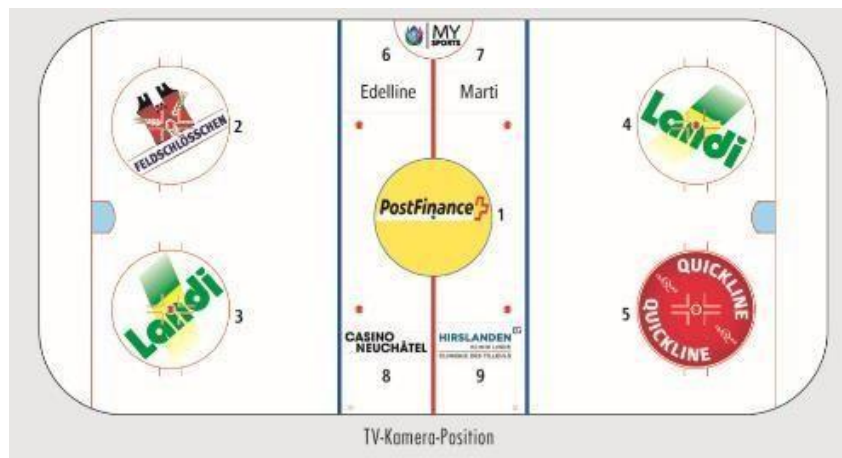 MY
SPORTS
6
7
Edelline
Marti
FELDSCHLÖSSCHEN
2
4
Landi
PostFinance
1
Landi
3
5
QUICKLINE
QUICKLINE
CASINO
NEUCHÂTEL
HIRSLANDEN
8
9
TV-Kamera-Position